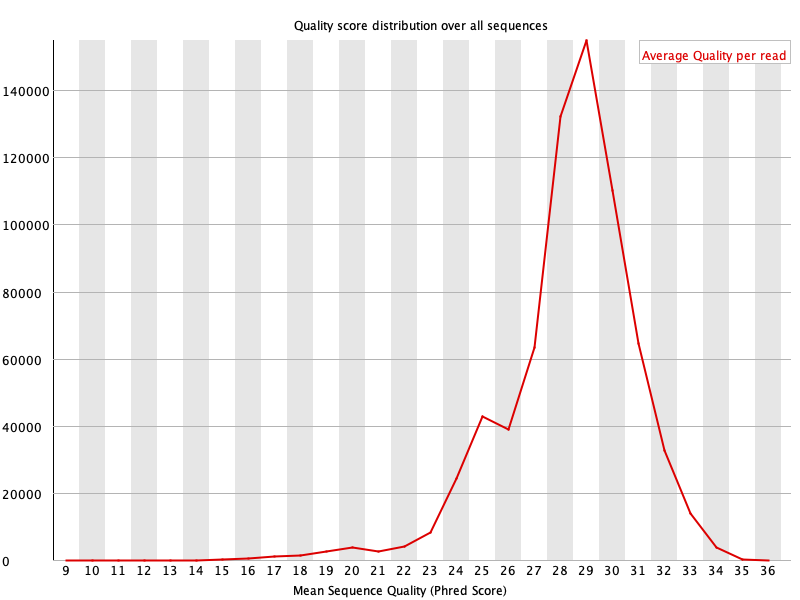 Quality score distribution over all sequences
Average Quality per read
140000
120000
100000
80000
60000
40000
20000
0
9 10 11 12 13 14 15 16 17 18 19 20 21 22 23 24 25 26 27 28 29 30 31 32 33 34 35 36
Mean Sequence Quality (Phred Score)